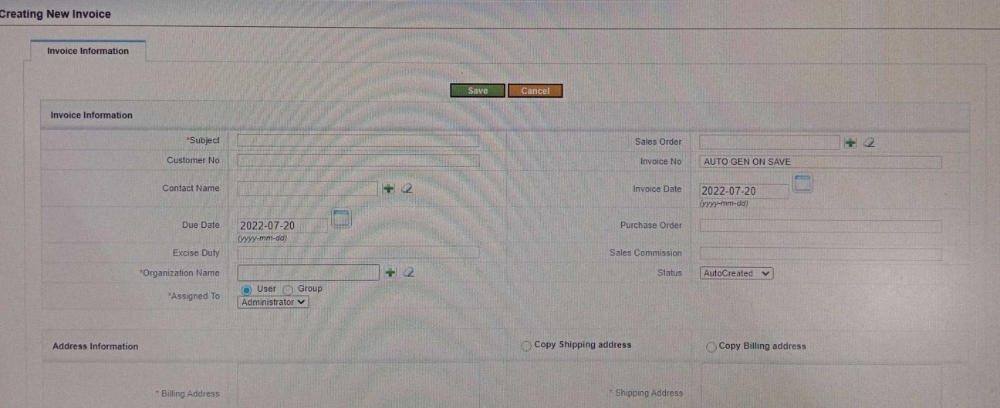 Creating New Invoice
Invoice Information
Save Cancel
Invoice Information
*Subject
Sales Order
Customer No
Invoice No AUTO GEN ON SAVE
Contact Name
Invoice Date 2022-07-20
(yyyy-mm-dd)
Due Date 2022-07-20
(yyyy-mm-dd)
Purchase Order
Excise Duty
Sales Commission
*Organization Name
Status AutoCreated
*Assigned To User Group
Administrator
Address Information Copy Shipping address Copy Billing address
* Billing Address * Shipping Address